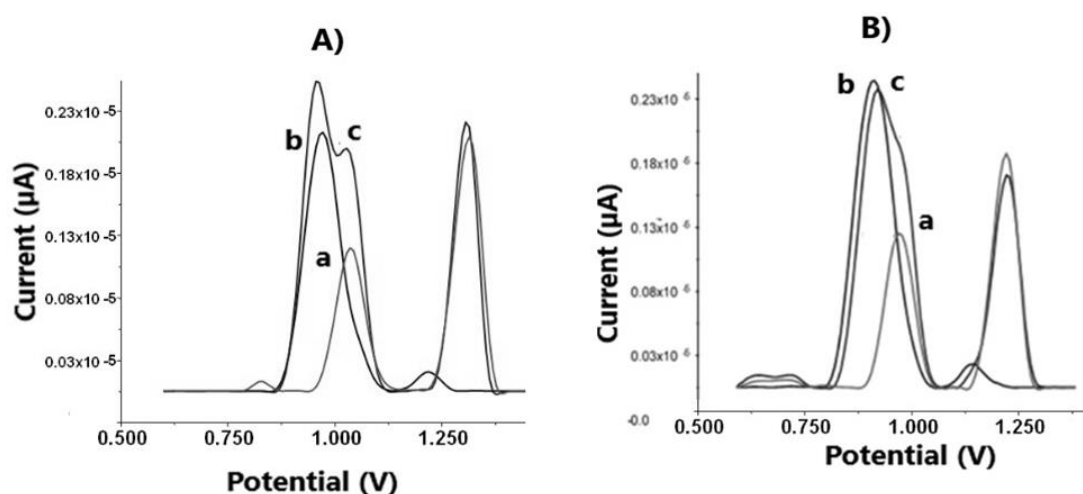 A)
b
c
a
0.23x10 -5
0.18x10 -5
0.13x10 -5
0.08x10 -5
0.03x10 -5
Current (µA)
0.500
0.750
1.000
1.250
Potential (V)
B)
b
c
a
0.23x10 -6
0.18x10 -6
0.13x10 -6
0.08x10 -6
0.03x10 -6
-0.0
Current (µA)
0.500
0.750
1.000
1.250
Potential (V)